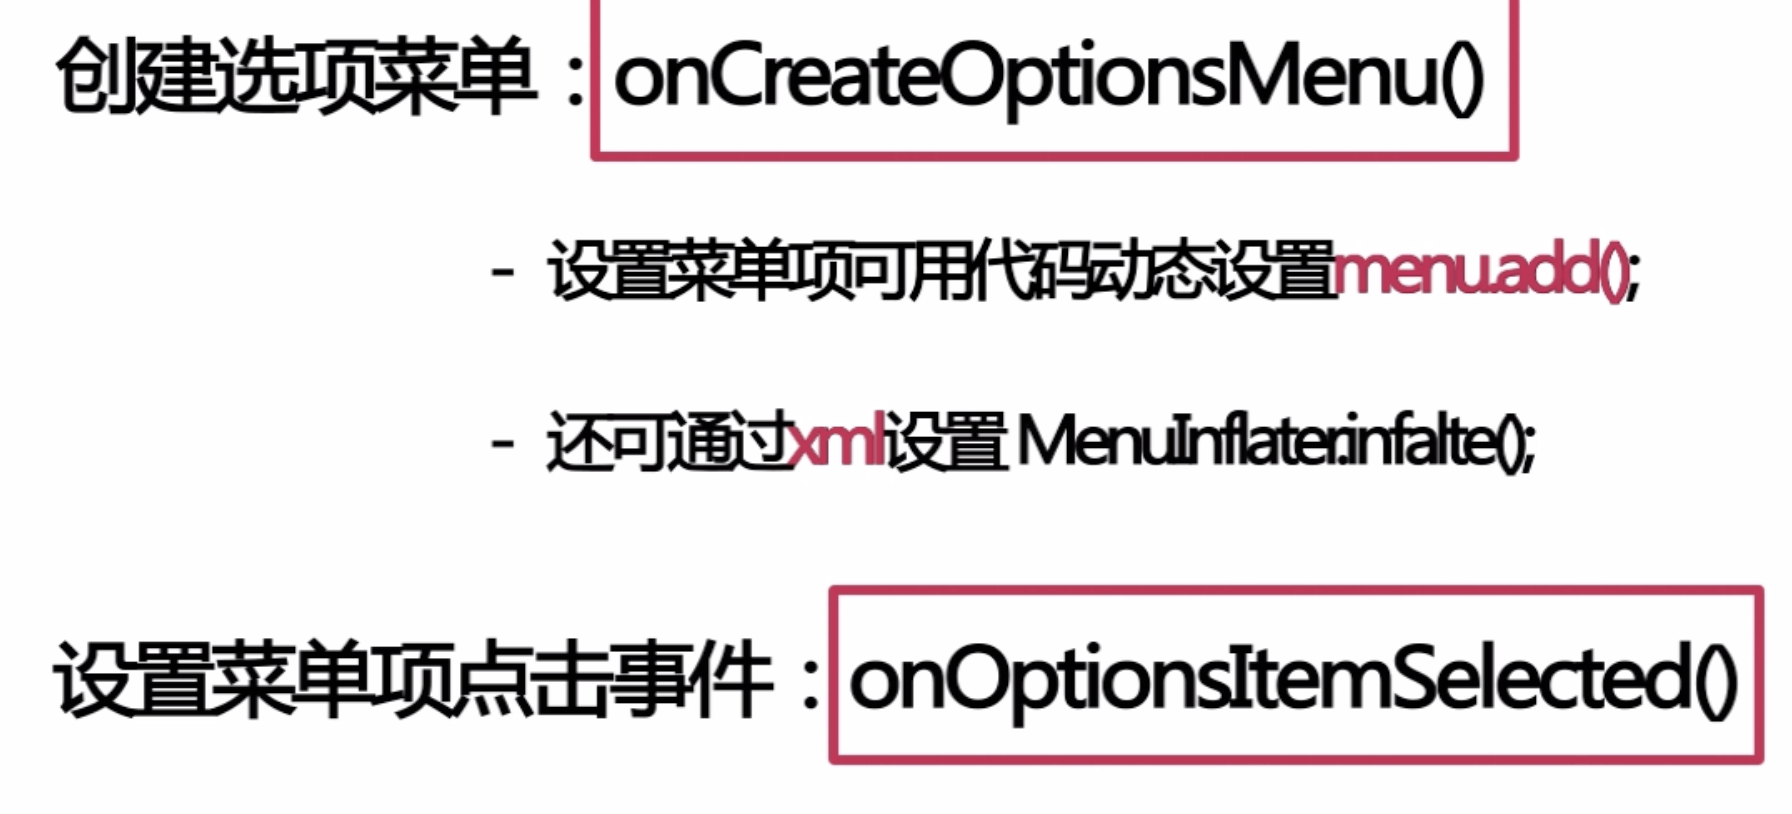 创建选项菜单：onCreateOptionsMenu()
- 设置菜单项可用代码动态设置menu.add();
- 还可通过xml设置 MenuInflater.infalte();
设置菜单项点击事件：onOptionsItemSelected()